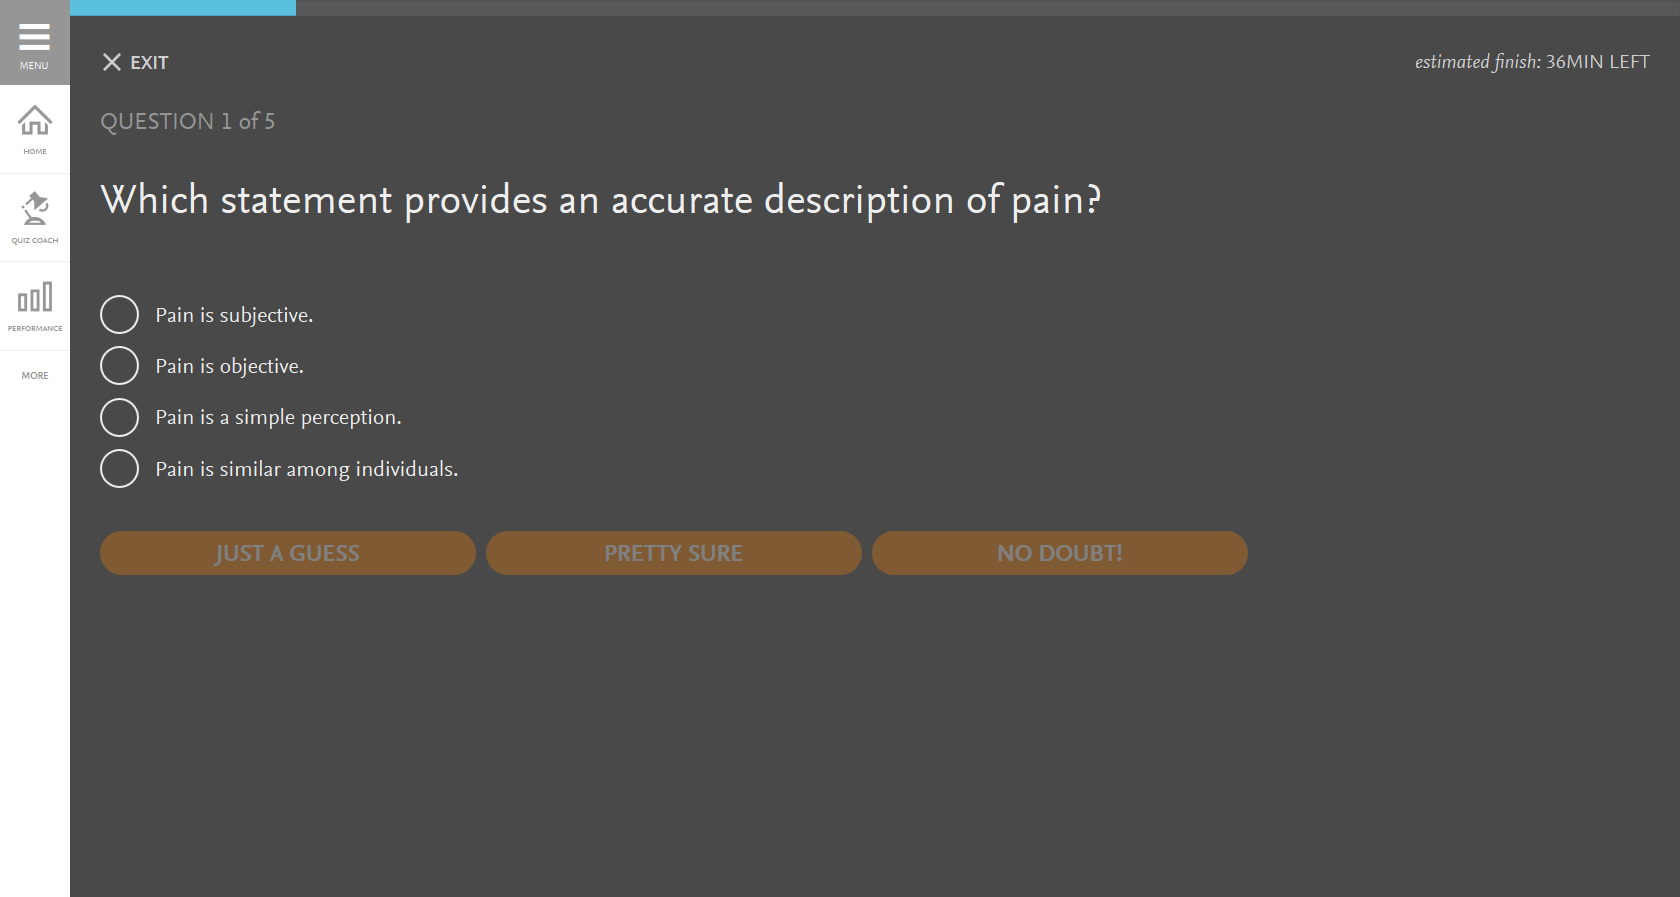 MENU
HOME
QUIZ COACH
PERFORMANCE
MORE
EXIT
estimated finish: 36MIN LEFT
QUESTION 1 of 5
Which statement provides an accurate description of pain?
Pain is subjective.
Pain is objective.
Pain is a simple perception.
Pain is similar among individuals.
JUST A GUESS
PRETTY SURE
NO DOUBT!